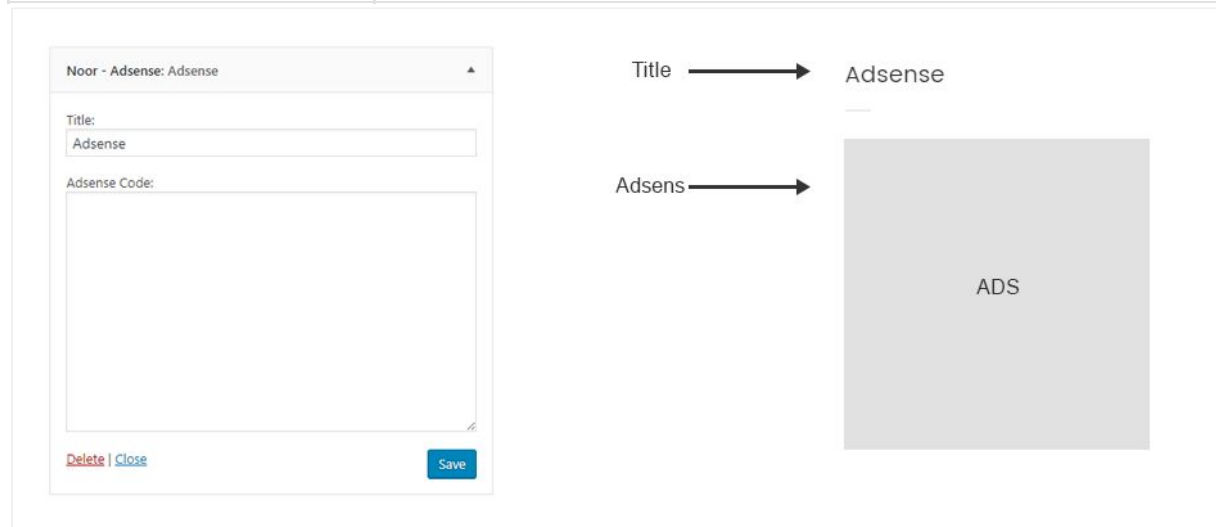 Noor - Adsense: Adsense
Title:
Adsense
Adsense Code:
Delete | Close
Save
Title
Adsense
Adsens
ADS